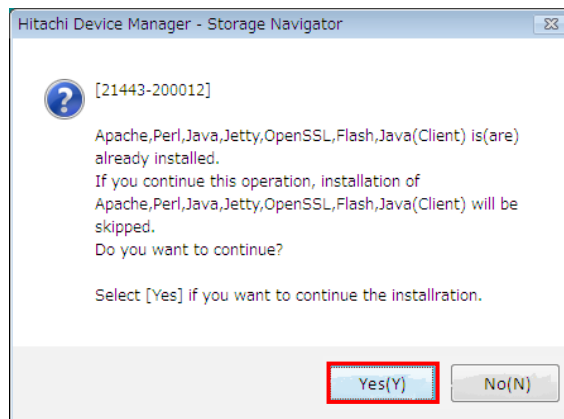 Hitachi Device Manager - Storage Navigator
[21443-200012]
Apache,Perl,Java,Jetty,OpenSSL,Flash,Java(Client) is(are)
already installed.
If you continue this operation, installation of
Apache,Perl,Java,Jetty,OpenSSL,Flash,Java(Client) will be
skipped.
Do you want to continue?
Select [Yes] if you want to continue the installration.
Yes(Y)
No(N)